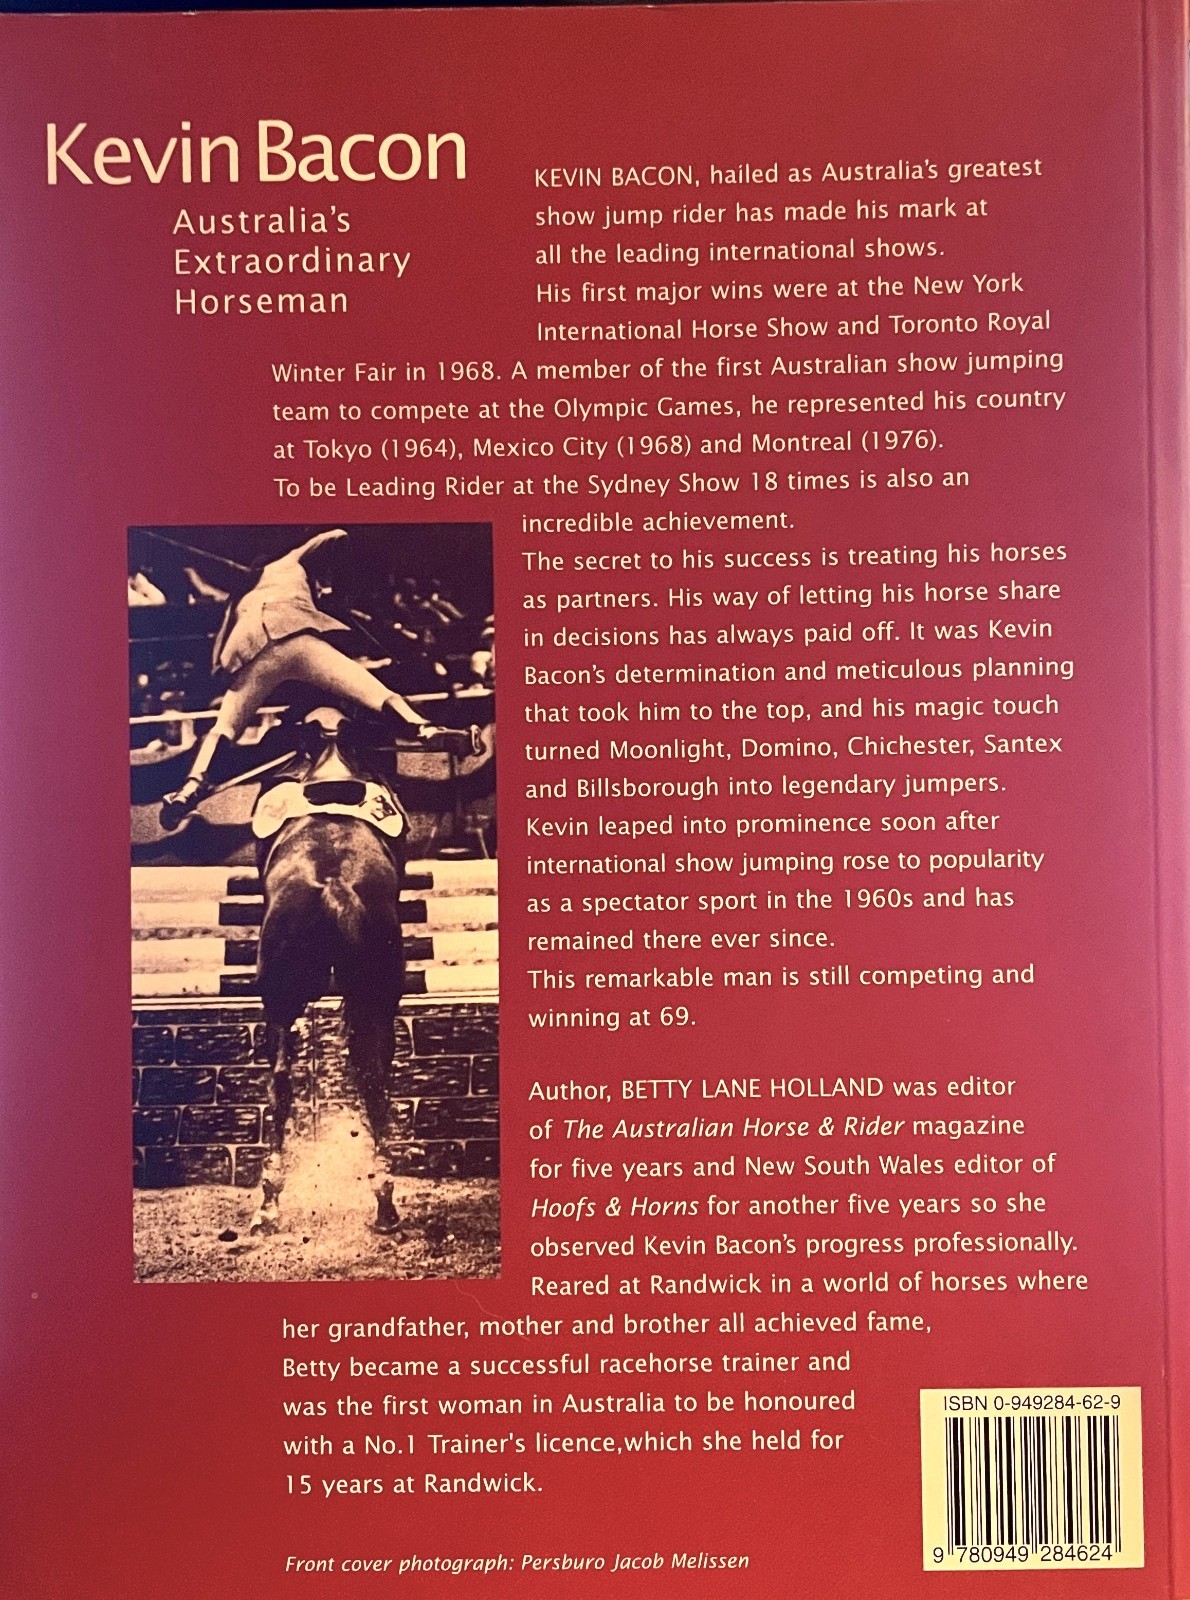 Kevin Bacon
Australia's
Extraordinary
Horseman
KEVIN BACON, hailed as Australia's greatest
show jump rider has made his mark at
all the leading international shows.
His first major wins were at the New York
International Horse Show and Toronto Royal
Winter Fair in 1968. A member of the first Australian show jumping
team to compete at the Olympic Games, he represented his country
at Tokyo (1964), Mexico City (1968) and Montreal (1976).
To be Leading Rider at the Sydney Show 18 times is also an
incredible achievement.
The secret to his success is treating his horses
as partners. His way of letting his horse share
in decisions has always paid off. It was Kevin
Bacon's determination and meticulous planning
that took him to the top, and his magic touch
turned Moonlight, Domino, Chichester, Santex
and Billsborough into legendary jumpers.
Kevin leaped into prominence soon after
international show jumping rose to popularity
as a spectator sport in the 1960s and has
remained there ever since.
This remarkable man is still competing and
winning at 69.
Author, BETTY LANE HOLLAND was editor
of The Australian Horse & Rider magazine
for five years and New South Wales editor of
Hoofs & Horns for another five years so she
observed Kevin Bacon's progress professionally.
Reared at Randwick in a world of horses where
her grandfather, mother and brother all achieved fame,
Betty became a successful racehorse trainer and
was the first woman in Australia to be honoured
with a No.1 Trainer's licence,which she held for
15 years at Randwick.
Front cover photograph: Persburo Jacob Melissen
ISBN 0-949284-62-9
9 780949 284624